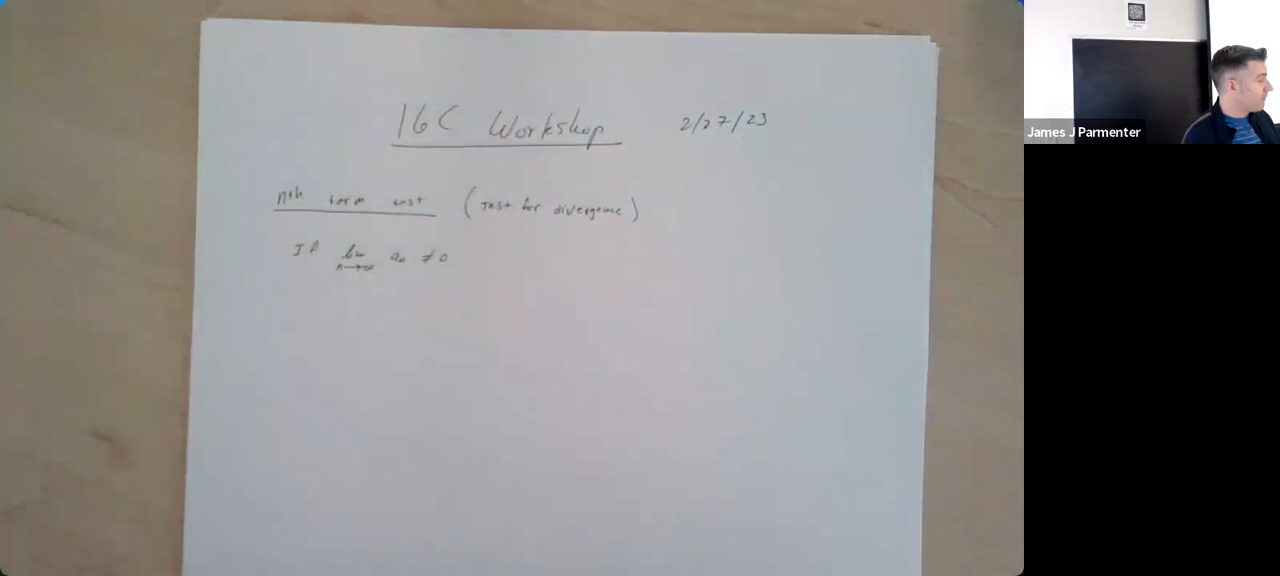 16C Workshop 2/27/23
nth term test (Test for divergence)
If lim n→∞ an ≠ 0
James J Parmenter